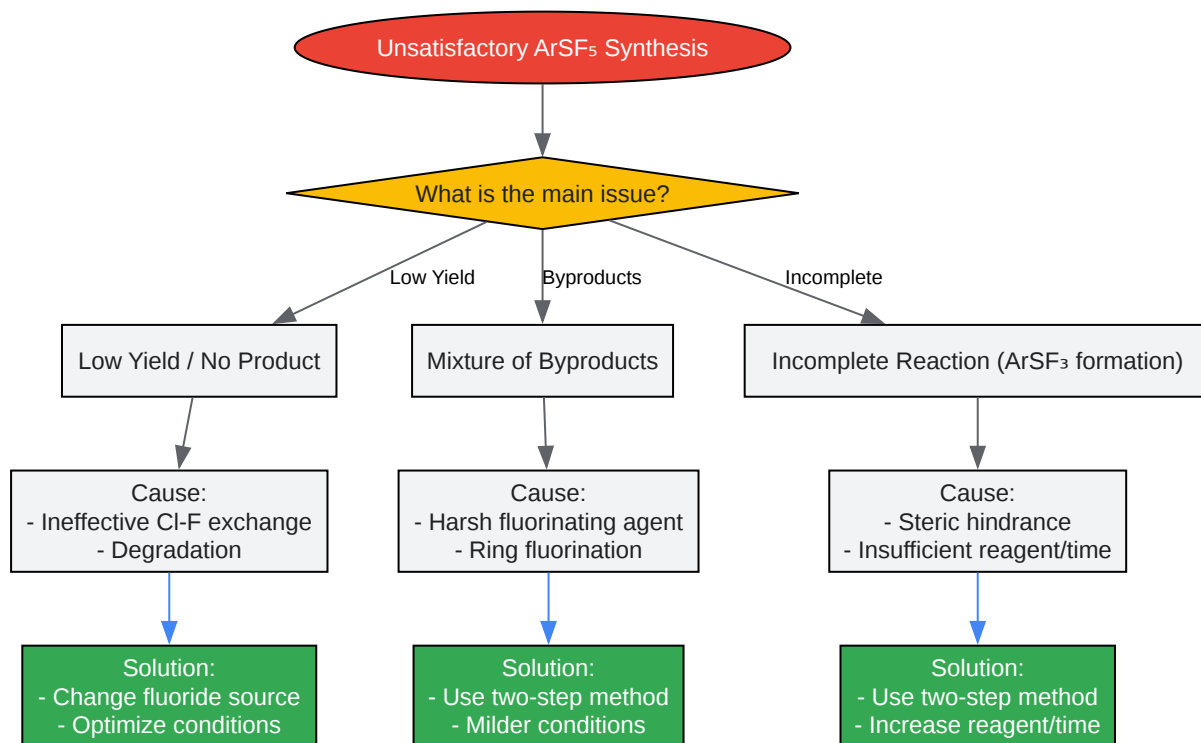 Unsatisfactory ArSF₅ Synthesis
What is the main issue?
Low Yield
Byproducts
Incomplete
Low Yield / No Product
Mixture of Byproducts
Incomplete Reaction (ArSF₃ formation)
Cause:
- Ineffective Cl-F exchange
- Degradation
Cause:
- Harsh fluorinating agent
- Ring fluorination
Cause:
- Steric hindrance
- Insufficient reagent/time
Solution:
- Change fluoride source
- Optimize conditions
Solution:
- Use two-step method
- Milder conditions
Solution:
- Use two-step method
- Increase reagent/time